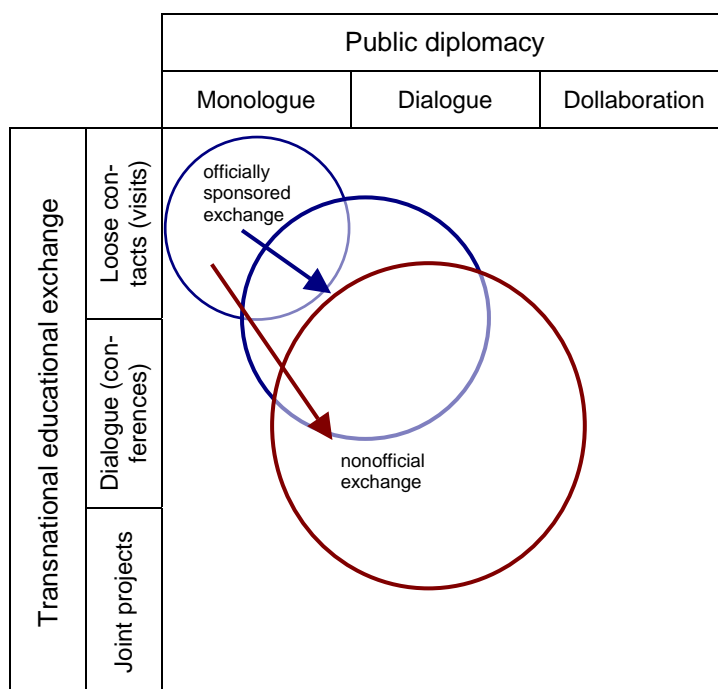 Public diplomacy
Monologue
Dialogue
Dollaboration
Transnational educational exchange
Loose con-
tacts (visits)
Dialogue (con-
ferences)
Joint projects
officially
sponsored
exchange
nonofficial
exchange